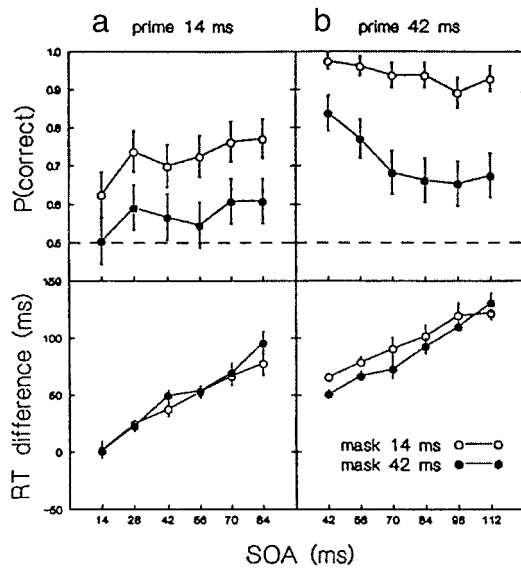 a prime 14 ms
b prime 42 ms
P(correct)
1.0
0.9
0.8
0.7
0.6
0.5
RT difference (ms)
150
100
50
0
-50
mask 14 ms
mask 42 ms
14 28 42 56 70 84
42 56 70 84 98 112
SOA (ms)